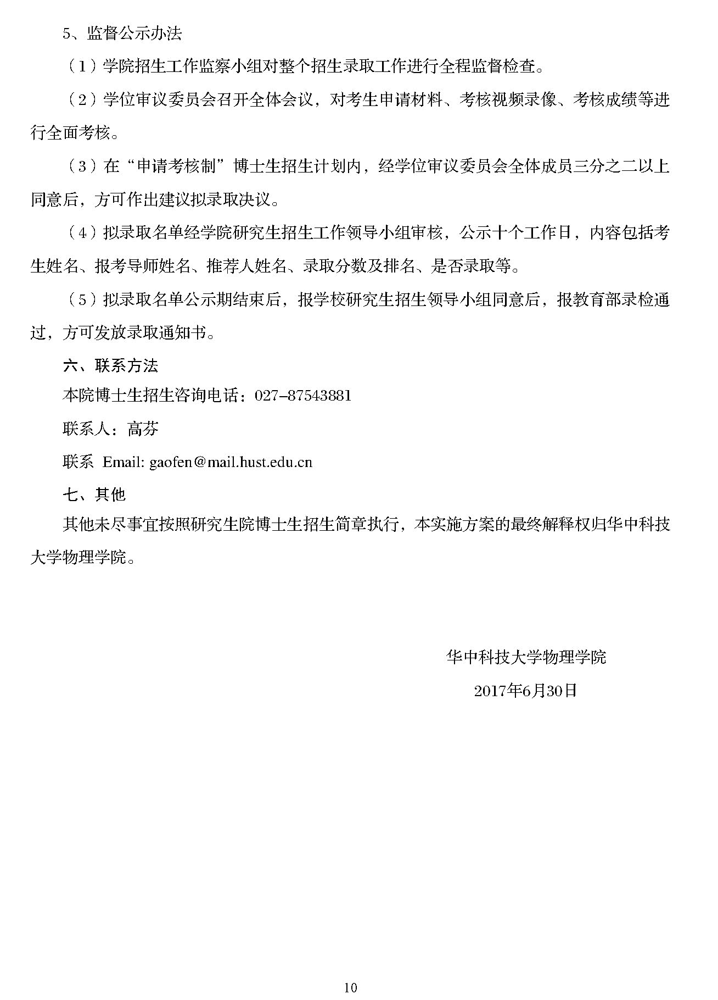 5、监督公示办法
（1）学院招生工作监察小组对整个招生录取工作进行全程监督检查。
（2）学位审议委员会召开全体会议，对考生申请材料、考核视频录像、考核成绩等进
行全面考核。
（3）在“申请考核制”博士生招生计划内，经学位审议委员会全体成员三分之二以上
同意后，方可作出建议拟录取决议。
（4）拟录取名单经学院研究生招生工作领导小组审核，公示十个工作日，内容包括考
生姓名、报考导师姓名、推荐人姓名、录取分数及排名、是否录取等。
（5）拟录取名单公示期结束后，报学校研究生招生领导小组同意后，报教育部录检通
过，方可发放录取通知书。
六、联系方法
本院博士生招生咨询电话：027–87543881
联系人：高芬
联系 Email: gaofen@mail.hust.edu.cn
七、其他
其他未尽事宜按照研究生院博士生招生简章执行，本实施方案的最终解释权归华中科技
大学物理学院。
华中科技大学物理学院
2017年6月30日
10